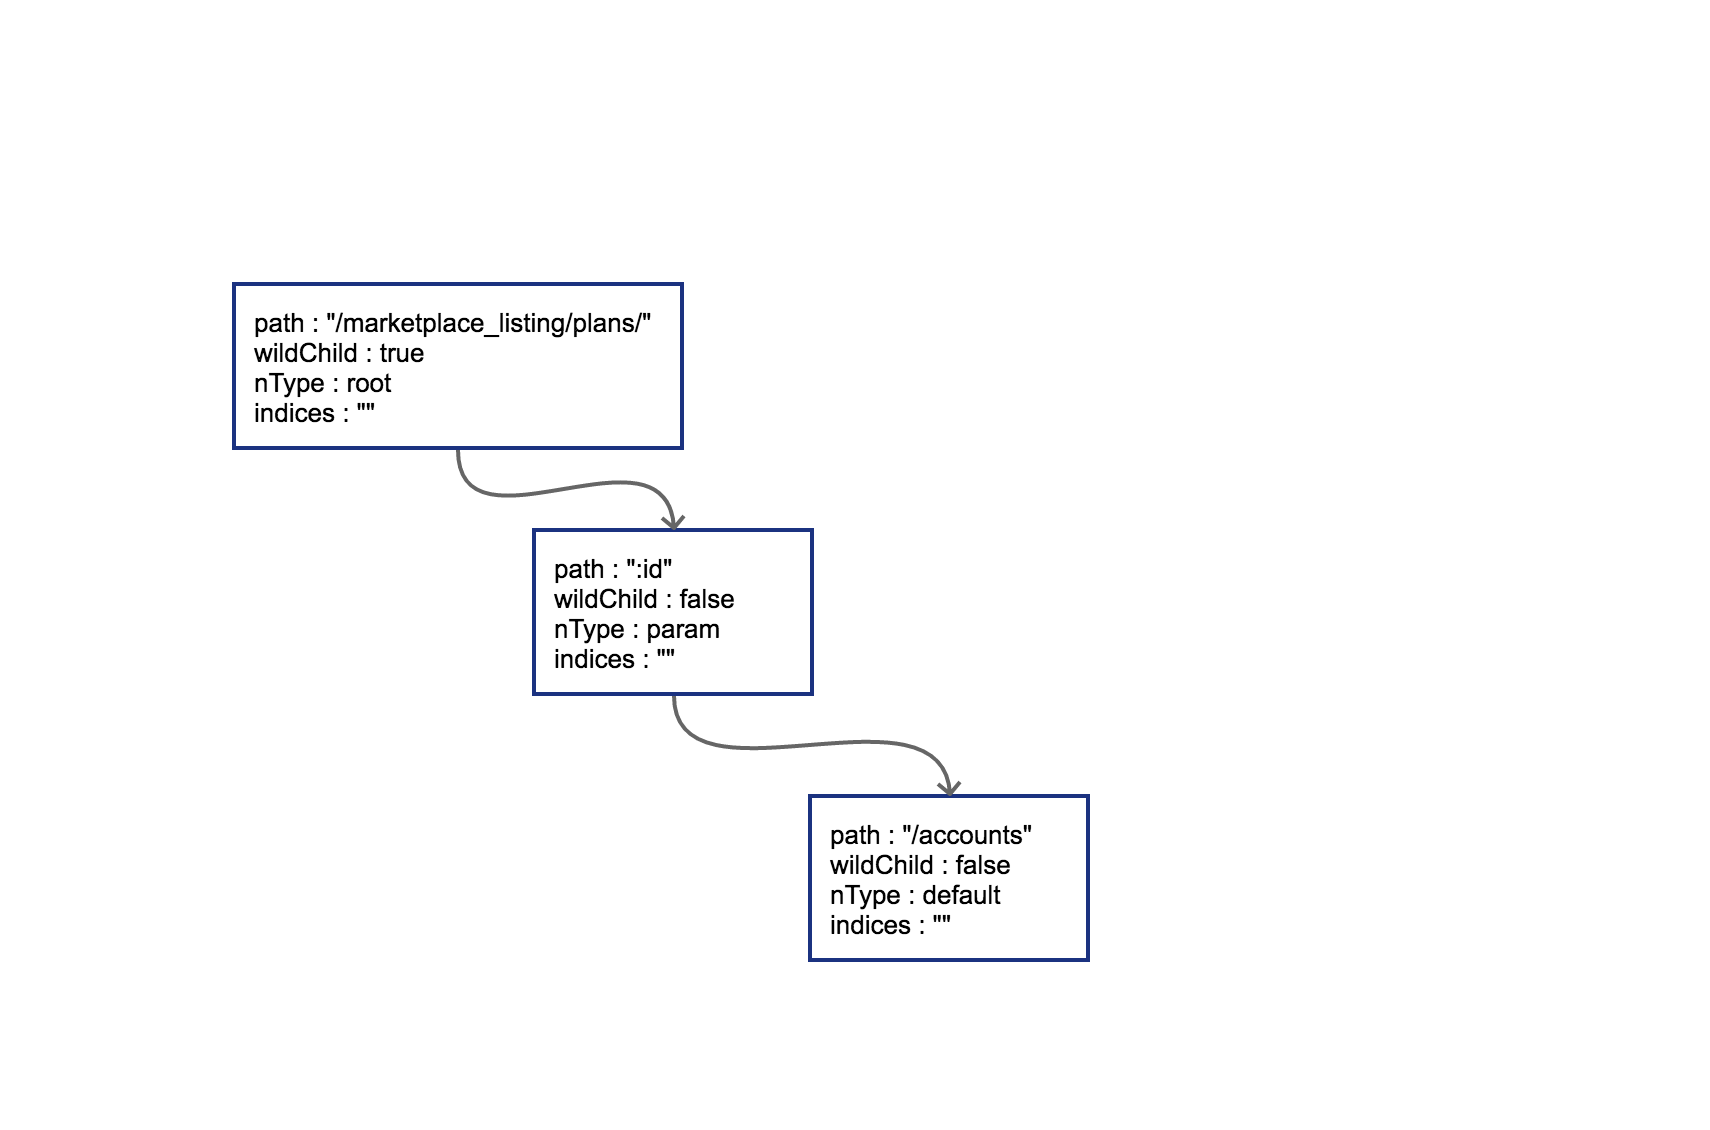 path : "/marketplace_listing/plans/"
wildChild : true
nType : root
indices : ""
path : ":id"
wildChild : false
nType : param
indices : ""
path : "/accounts"
wildChild : false
nType : default
indices : ""